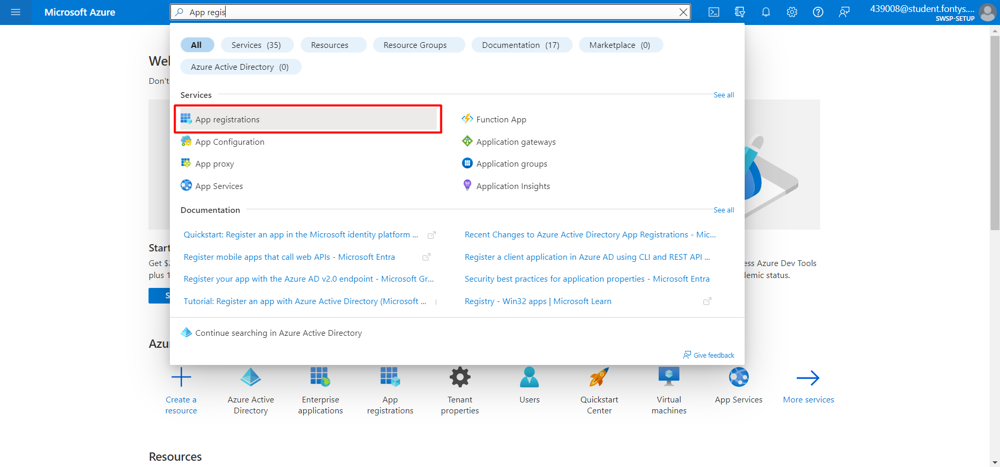 Microsoft Azure
App regis
439008@student.fontys....
SWSP-SETUP
All
Services (35)
Resources
Resource Groups
Documentation (17)
Marketplace (0)
Azure Active Directory (0)
Wel
Don't
Services
See all
App registrations
Function App
App Configuration
Application gateways
App proxy
Application groups
App Services
Application Insights
Documentation
See all
Quickstart: Register an app in the Microsoft identity platform ...
Recent Changes to Azure Active Directory App Registrations - Mic...
Register mobile apps that call web APIs - Microsoft Entra
Register a client application in Azure AD using CLI and REST API ...
Register your app with the Azure AD v2.0 endpoint - Microsoft Gr...
Security best practices for application properties - Microsoft Entra
Tutorial: Register an app with Azure Active Directory (Microsoft ...
Registry - Win32 apps | Microsoft Learn
Start
Get $
plus 1
S
ess Azure Dev Tools
demic status.
Continue searching in Azure Active Directory
Give feedback
Azu
Create a
resource
Azure Active
Directory
Enterprise
applications
App
registrations
Tenant
properties
Users
Quickstart
Center
Virtual
machines
App Services
More services
Resources